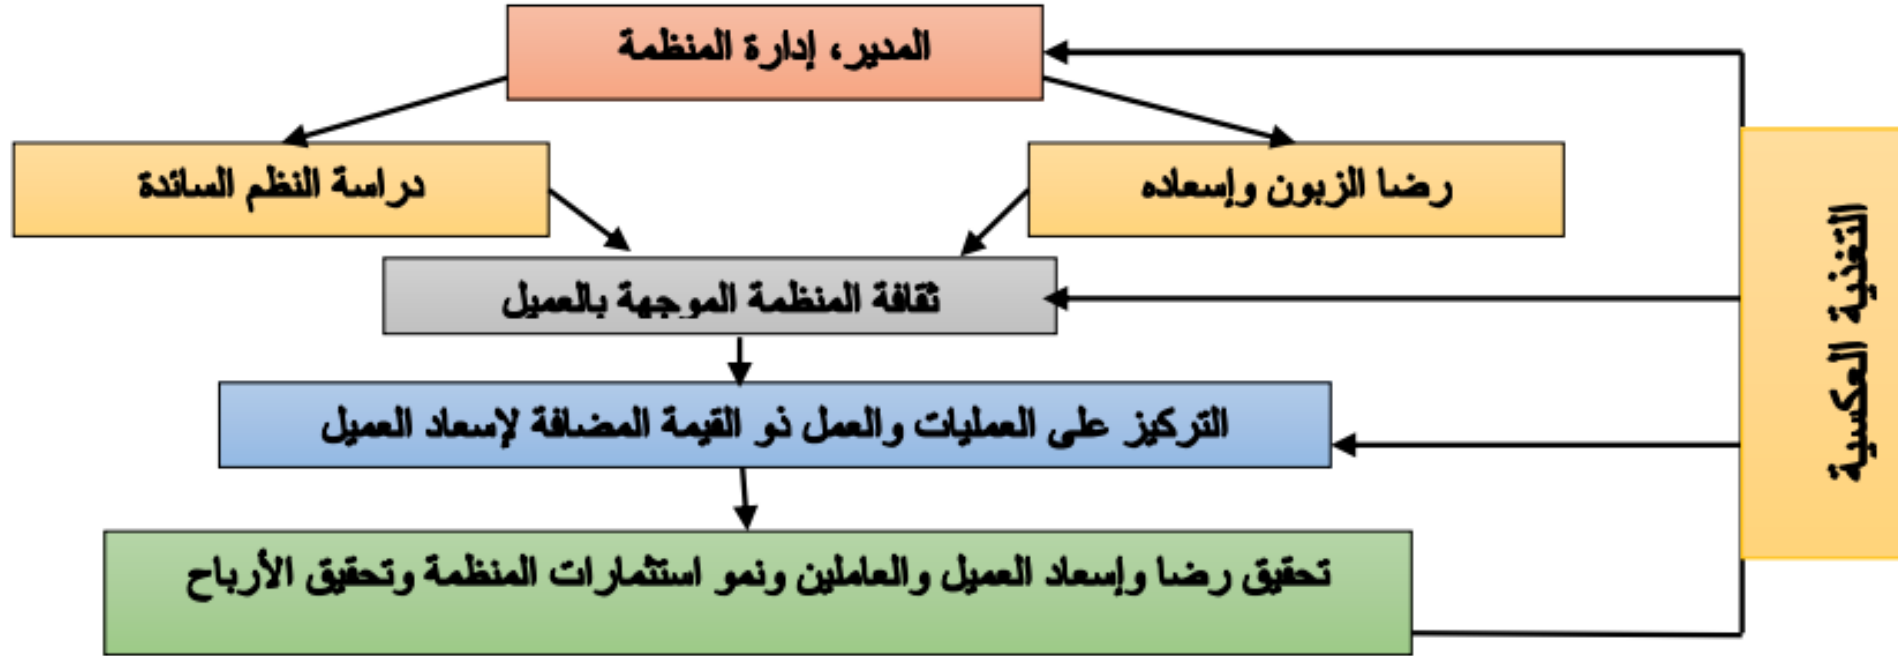 المدير، إدارة المنظمة
رضا الزبون وإسعاده
دراسة النظم السائدة
ثقافة المنظمة الموجهة بالعميل
التركيز على العمليات والعمل ذو القيمة المضافة لإسعاد العميل
تحقيق رضا وإسعاد العميل والعاملين ونمو استثمارات المنظمة وتحقيق الأرباح
التغذية العكسية